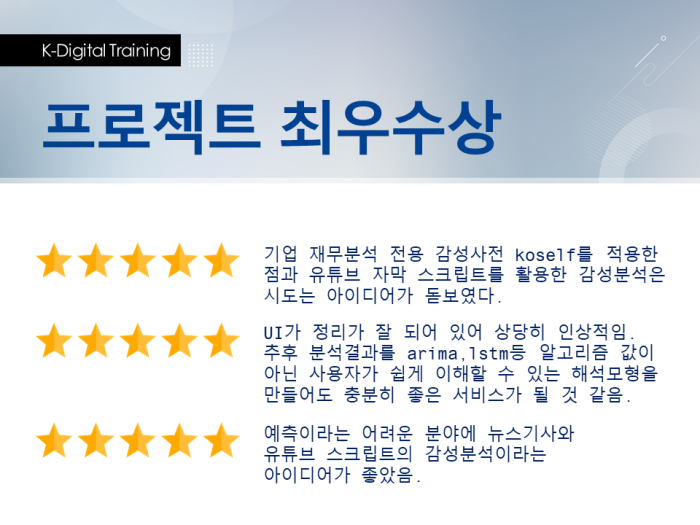 K-Digital Training
프로젝트 최우수상
기업 재무분석 전용 감성사전 koself를 적용한
점과 유튜브 자막 스크립트를 활용한 감성분석은
시도는 아이디어가 돋보였다.
UI가 정리가 잘 되어 있어 상당히 인상적임.
추후 분석결과를 arima,lstm등 알고리즘 값이
아닌 사용자가 쉽게 이해할 수 있는 해석모형을
만들어도 충분히 좋은 서비스가 될 것 같음.
예측이라는 어려운 분야에 뉴스기사와
유튜브 스크립트의 감성분석이라는
아이디어가 좋았음.